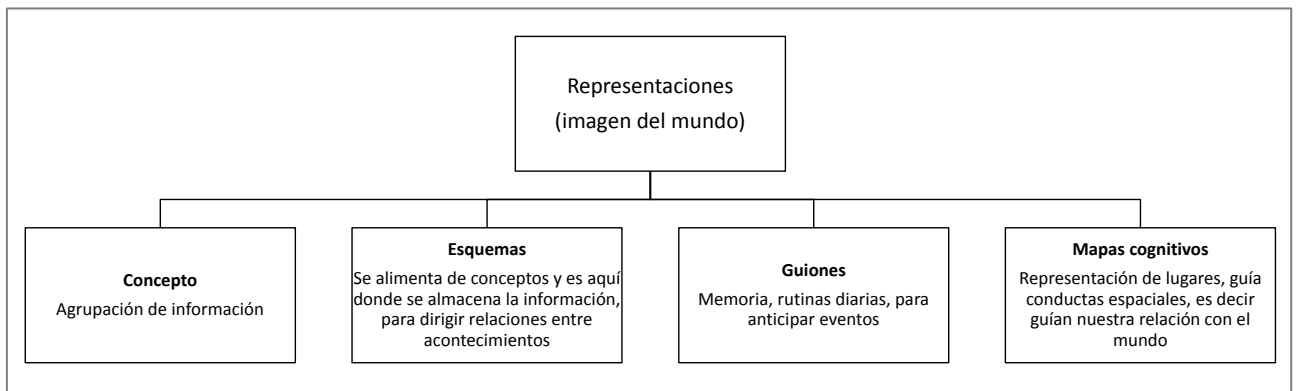 Representaciones
(imagen del mundo)
Concepto
Agrupación de información
Esquemas
Se alimenta de conceptos y es aquí
donde se almacena la información,
para dirigir relaciones entre
acontecimientos
Guiones
Memoria, rutinas diarias, para
anticipar eventos
Mapas cognitivos
Representación de lugares, guía
conductas espaciales, es decir
guían nuestra relación con el
mundo